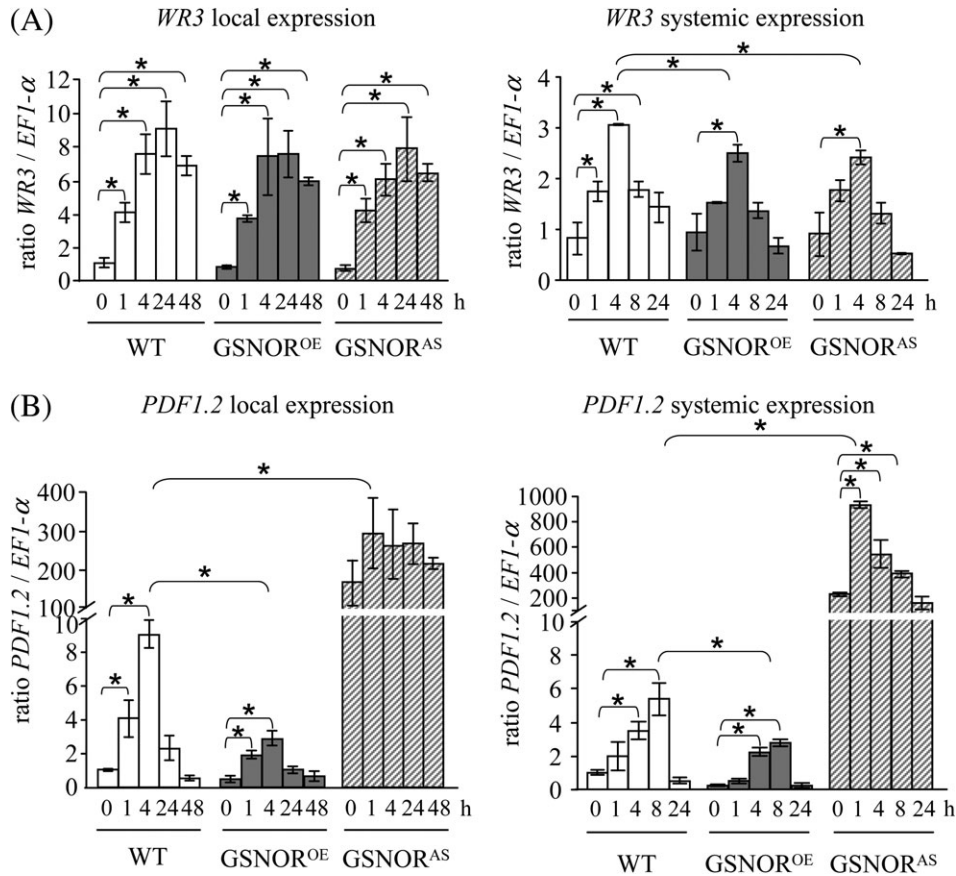 (A)
WR3 local expression
WR3 systemic expression
ratio WR3 / EF1-α
12
10
8
6
4
2
0
* * * * * * * * * * * *
0 1 4 24 48 0 1 4 24 48 0 1 4 24 48 h
WT GSNOR^OE GSNOR^AS
ratio WR3 / EF1-α
4
3
2
1
0
* * * * * * *
0 1 4 8 24 0 1 4 8 24 0 1 4 8 24 h
WT GSNOR^OE GSNOR^AS
(B)
PDF1.2 local expression
PDF1.2 systemic expression
ratio PDF1.2 / EF1-α
400
300
200
100
10
8
6
4
2
0
* * * * * *
0 1 4 24 48 0 1 4 24 48 0 1 4 24 48 h
WT GSNOR^OE GSNOR^AS
ratio PDF1.2 / EF1-α
1000
800
600
400
200
10
8
6
4
2
0
* * * * * * * * *
0 1 4 8 24 0 1 4 8 24 0 1 4 8 24 h
WT GSNOR^OE GSNOR^AS